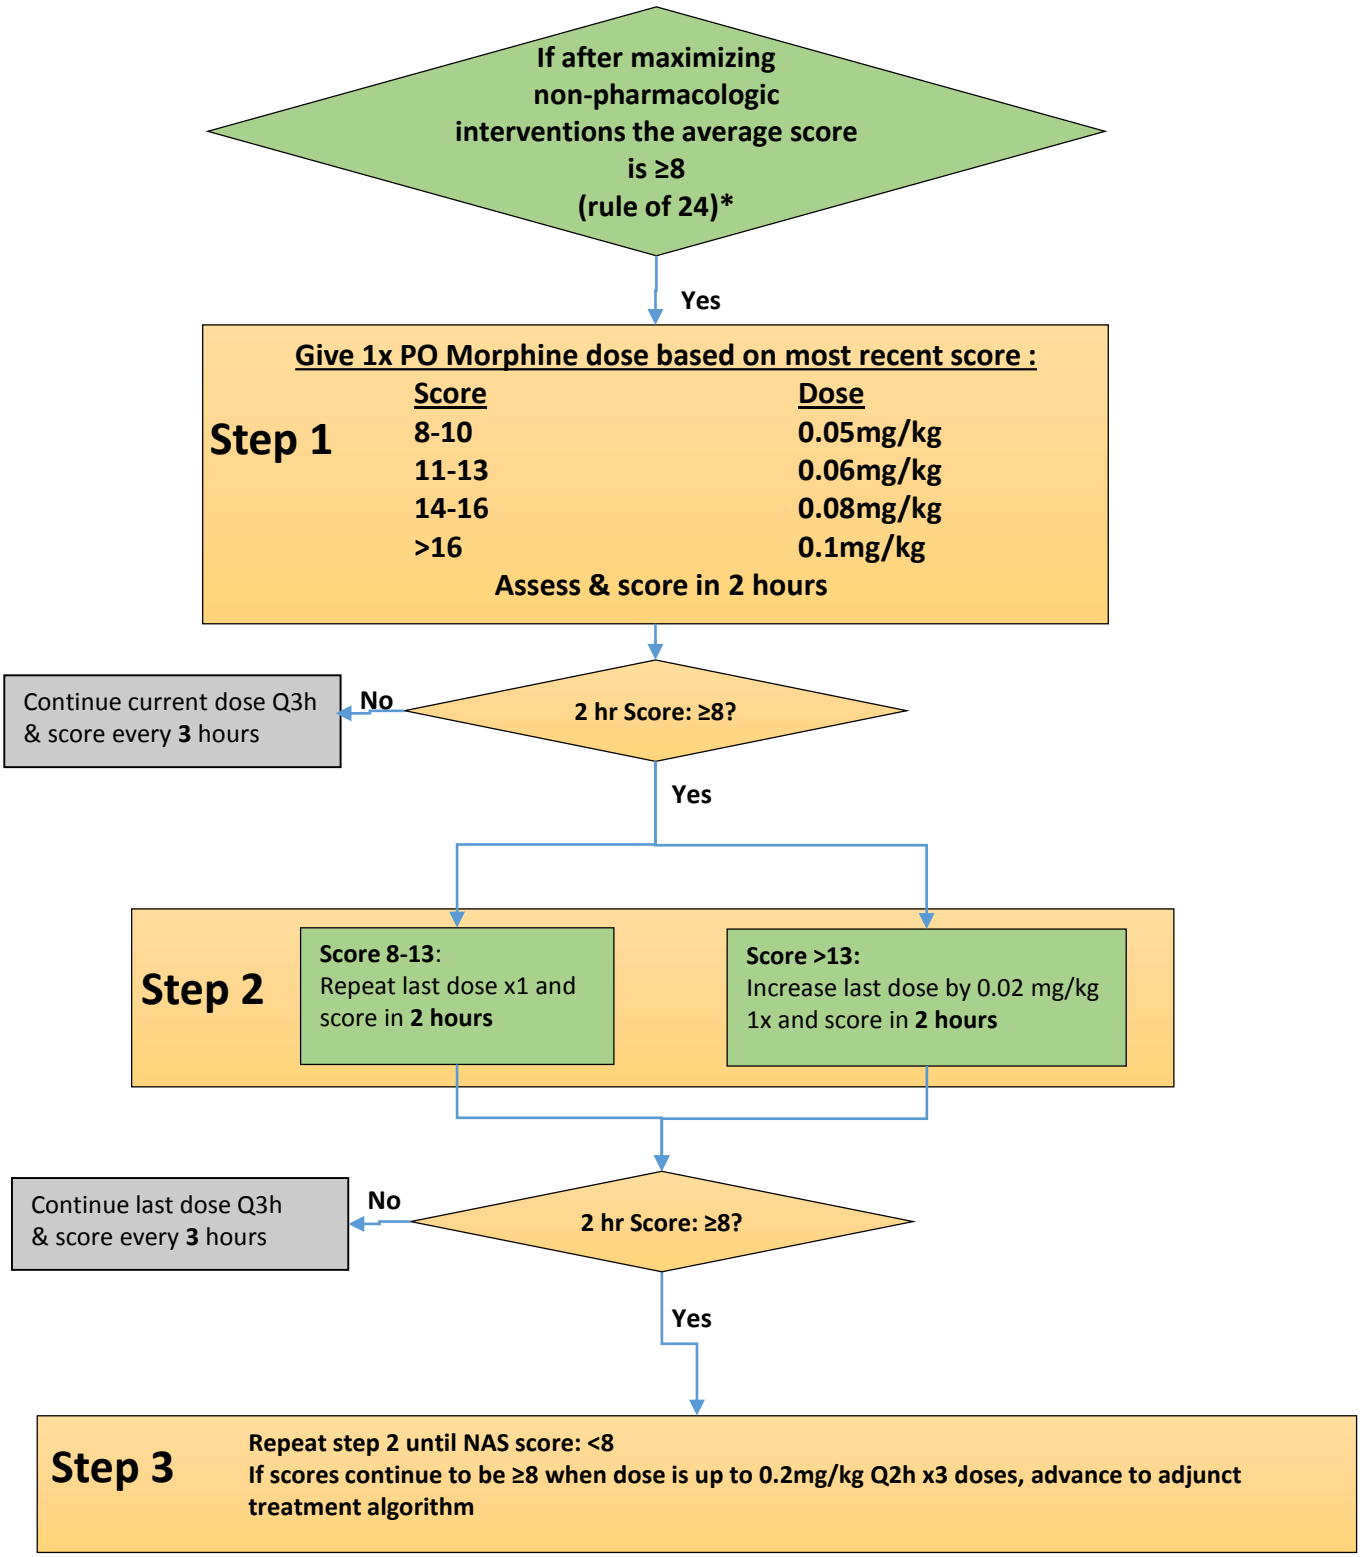 If after maximizing
non-pharmacologic
interventions the average score
is ≥8
(rule of 24)*
Yes
Give 1x PO Morphine dose based on most recent score :
Score Dose
Step 1
8-10 0.05mg/kg
11-13 0.06mg/kg
14-16 0.08mg/kg
>16 0.1mg/kg
Assess & score in 2 hours
Continue current dose Q3h
& score every 3 hours
No
2 hr Score: ≥8?
Yes
Step 2
Score 8-13:
Repeat last dose x1 and
score in 2 hours
Score >13:
Increase last dose by 0.02 mg/kg
1x and score in 2 hours
Continue last dose Q3h
& score every 3 hours
No
2 hr Score: ≥8?
Yes
Step 3
Repeat step 2 until NAS score: <8
If scores continue to be ≥8 when dose is up to 0.2mg/kg Q2h x3 doses, advance to adjunct
treatment algorithm